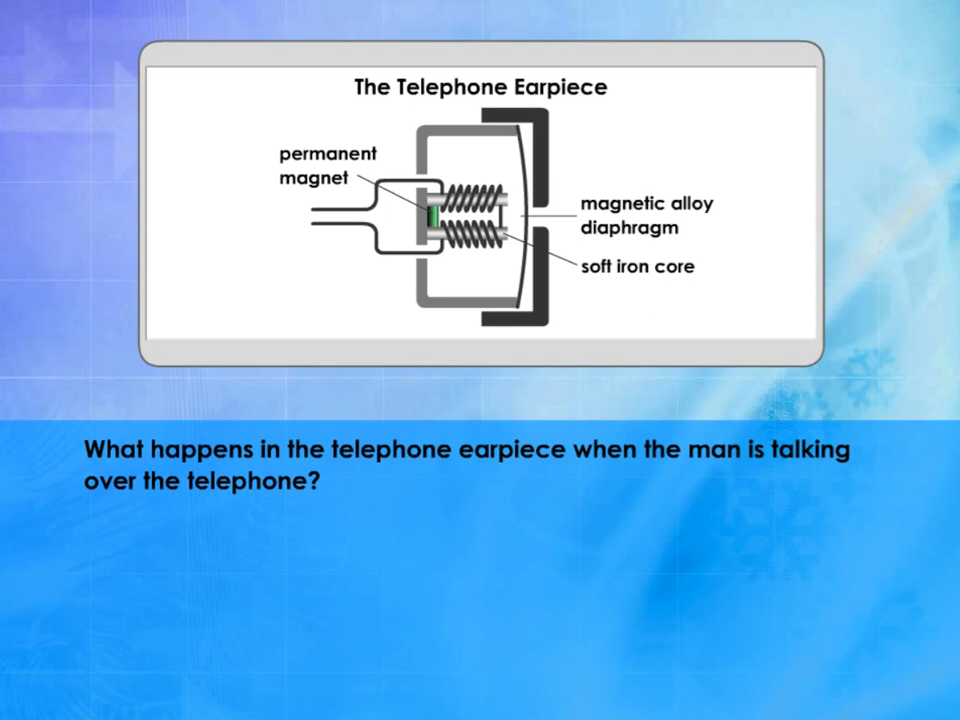 The Telephone Earpiece
permanent
magnet
magnetic alloy
diaphragm
soft iron core
What happens in the telephone earpiece when the man is talking
over the telephone?